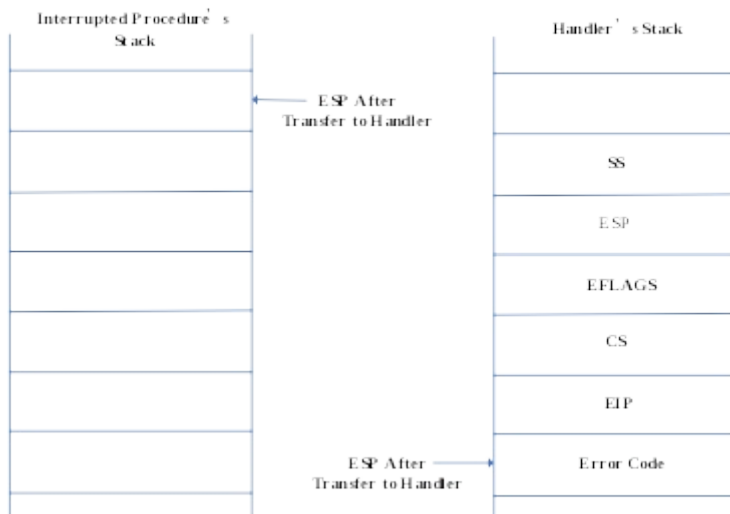 Interrupted Procedure’s
Stack
ESP After
Transfer to Handler
Handler’s Stack
SS
ESP
EFLAGS
CS
EIP
Error Code
ESP After
Transfer to Handler